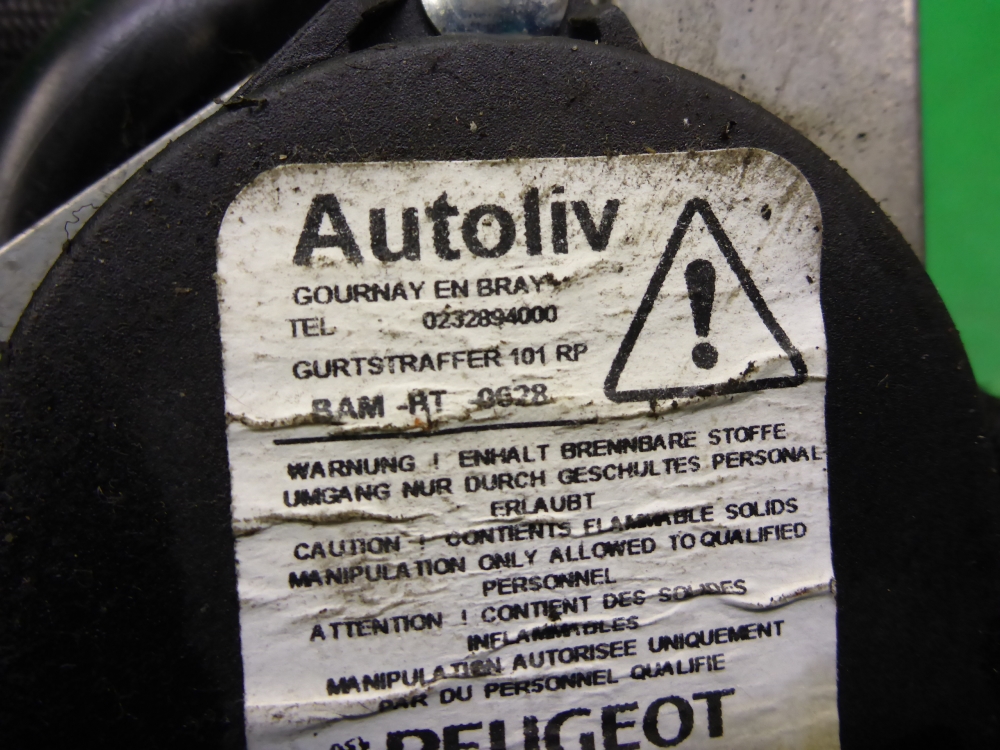 Autoliv
GOURNAY EN BRAY
TEL 0232894000
GURTSTRAFFER 101 RP
BAM -RT -0628
WARNUNG ! ENHALT BRENNBARE STOFFE
UMGANG NUR DURCH GESCHULTES PERSONAL
ERLAUBT
CAUTION ! CONTIENTS FLAMMABLE SOLIDS
MANIPULATION ONLY ALLOWED TO QUALIFIED
PERSONNEL
ATTENTION ! CONTIENT DES SOLIDES
INFLAMMABLES
MANIPULATION AUTORISEE UNIQUEMENT
PAR DU PERSONNEL QUALIFIE
PEUGEOT